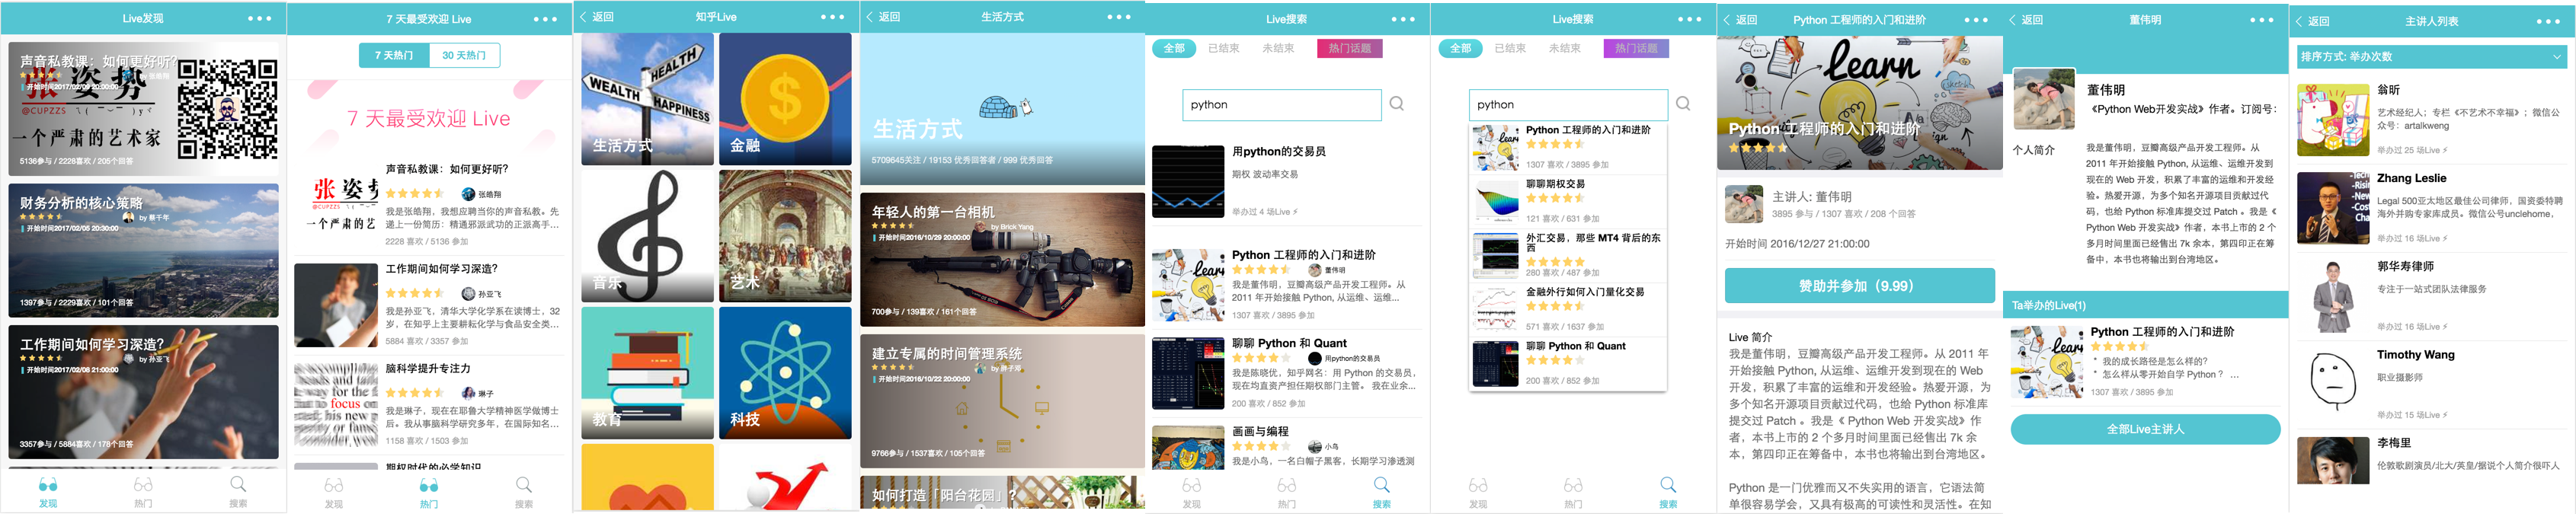 Live发现
声音私教课：如何更好听?
by 张皓翔
开始时间2017/02/09 20:00:00
张姿势
@CUPZZS
一个严肃的艺术家
5136参与 / 2228喜欢 / 205个回答
财务分析的核心策略
by 蔡千年
开始时间2017/02/05 20:30:00
1397参与 / 2229喜欢 / 101个回答
工作期间如何学习深造？
by 孙亚飞
开始时间2017/02/08 21:00:00
3357参与 / 5884喜欢 / 178个回答
发现
热门
搜索
7 天最受欢迎 Live
7 天热门
30 天热门
7 天最受欢迎 Live
声音私教课：如何更好听？
张皓翔
我是张皓翔，我想应聘当你的声音私教。先
递上一份简历：精通邪派武功的正派高手...
2228 喜欢 / 5136 参加
工作期间如何学习深造？
孙亚飞
我是孙亚飞，清华大学化学系在读博士，32
岁，在知乎上主要耕耘化学与食品安全类...
5884 喜欢 / 3357 参加
脑科学提升专注力
琳子
我是琳子，现在在耶鲁大学精神医学做博士
后。我从事脑科学研究多年，在国际知名...
1158 喜欢 / 1503 参加
期权时代的必学知识
发现
热门
搜索
返回
知乎Live
HEALTH
WEALTH
HAPPINESS
生活方式
金融
音乐
艺术
教育
科技
返回
生活方式
生活方式
5709645关注 / 19153 优秀回答者 / 999 优秀回答
年轻人的第一台相机
by Brick Yang
开始时间2016/10/29 20:00:00
700参与 / 139喜欢 / 161个回答
建立专属的时间管理系统
by 胖子邓
开始时间2016/10/22 20:00:00
9766参与 / 1537喜欢 / 105个回答
如何打造「阳台花园」？
Live搜索
全部
已结束
未结束
热门话题
python
用python的交易员
期权 波动率交易
举办过 4 场Live ⚡
Python 工程师的入门和进阶
董伟明
我是董伟明，豆瓣高级产品开发工程师。从
2011 年开始接触 Python, 从运维、运维...
1307 喜欢 / 3895 参加
聊聊 Python 和 Quant
用python的交易员
我是陈晓优，知乎网名：用 Python 的交易员，
现在均直资产担任期权部门主管。 我在业余...
200 喜欢 / 852 参加
画画与编程
小鸟
我是小鸟，一名白帽子黑客，长期学习渗透测
发现
热门
搜索
Live搜索
全部
已结束
未结束
热门话题
python
Python 工程师的入门和进阶
1307 喜欢 / 3895 参加
聊聊期权交易
121 喜欢 / 631 参加
外汇交易，那些 MT4 背后的东
西
280 喜欢 / 487 参加
金融外行如何入门量化交易
571 喜欢 / 1637 参加
聊聊 Python 和 Quant
200 喜欢 / 852 参加
发现
热门
搜索
返回
Python 工程师的入门和进阶
learn
Python 工程师的入门和进阶
主讲人: 董伟明
3895 参与 / 1307 喜欢 / 208 个回答
开始时间 2016/12/27 21:00:00
赞助并参加（9.99）
Live 简介
我是董伟明，豆瓣高级产品开发工程师。从 2011 年
开始接触 Python, 从运维、运维开发到现在的 Web
开发，积累了丰富的运维和开发经验。热爱开源，为
多个知名开源项目贡献过代码，也给 Python 标准库
提交过 Patch 。我是《 Python Web 开发实战》作
者，本书上市的 2 个多月时间里面已经售出 7k 余
本，第四印正在筹备中，本书也将输出到台湾地区。
Python 是一门优雅而又不失实用的语言，它语法简
单很容易学会，又具有极高的可读性和灵活性。在知
返回
董伟明
董伟明
《Python Web开发实战》作者。订阅号：
个人简介
我是董伟明，豆瓣高级产品开发工程师。从
2011 年开始接触 Python, 从运维、运维开发到
现在的 Web 开发，积累了丰富的运维和开发经
验。热爱开源，为多个知名开源项目贡献过代
码，也给 Python 标准库提交过 Patch 。我是《
Python Web 开发实战》作者，本书上市的 2 个
多月时间里面已经售出 7k 余本，第四印正在筹
备中，本书也将输出到台湾地区。
Ta举办的Live(1)
Python 工程师的入门和进阶
* 我的成长路径是怎么样的？
* 怎么样从零开始自学 Python ？ ...
1307 喜欢 / 3895 参加
全部Live主讲人
返回
主讲人列表
排序方式: 举办次数
翁昕
艺术经纪人；专栏《不艺术不幸福》；微信公
众号：artalkweng
举办过 25 场Live ⚡
Zhang Leslie
Legal 500亚太地区最佳公司律师，国资委特聘
海外并购专家库成员。微信公号unclehome，
举办过 16 场Live ⚡
郭华寿律师
专注于一站式团队法律服务
举办过 16 场Live ⚡
Timothy Wang
职业摄影师
举办过 15 场Live ⚡
李梅里
伦敦歌剧演员/北大/英皇/据说个人简介很吓人